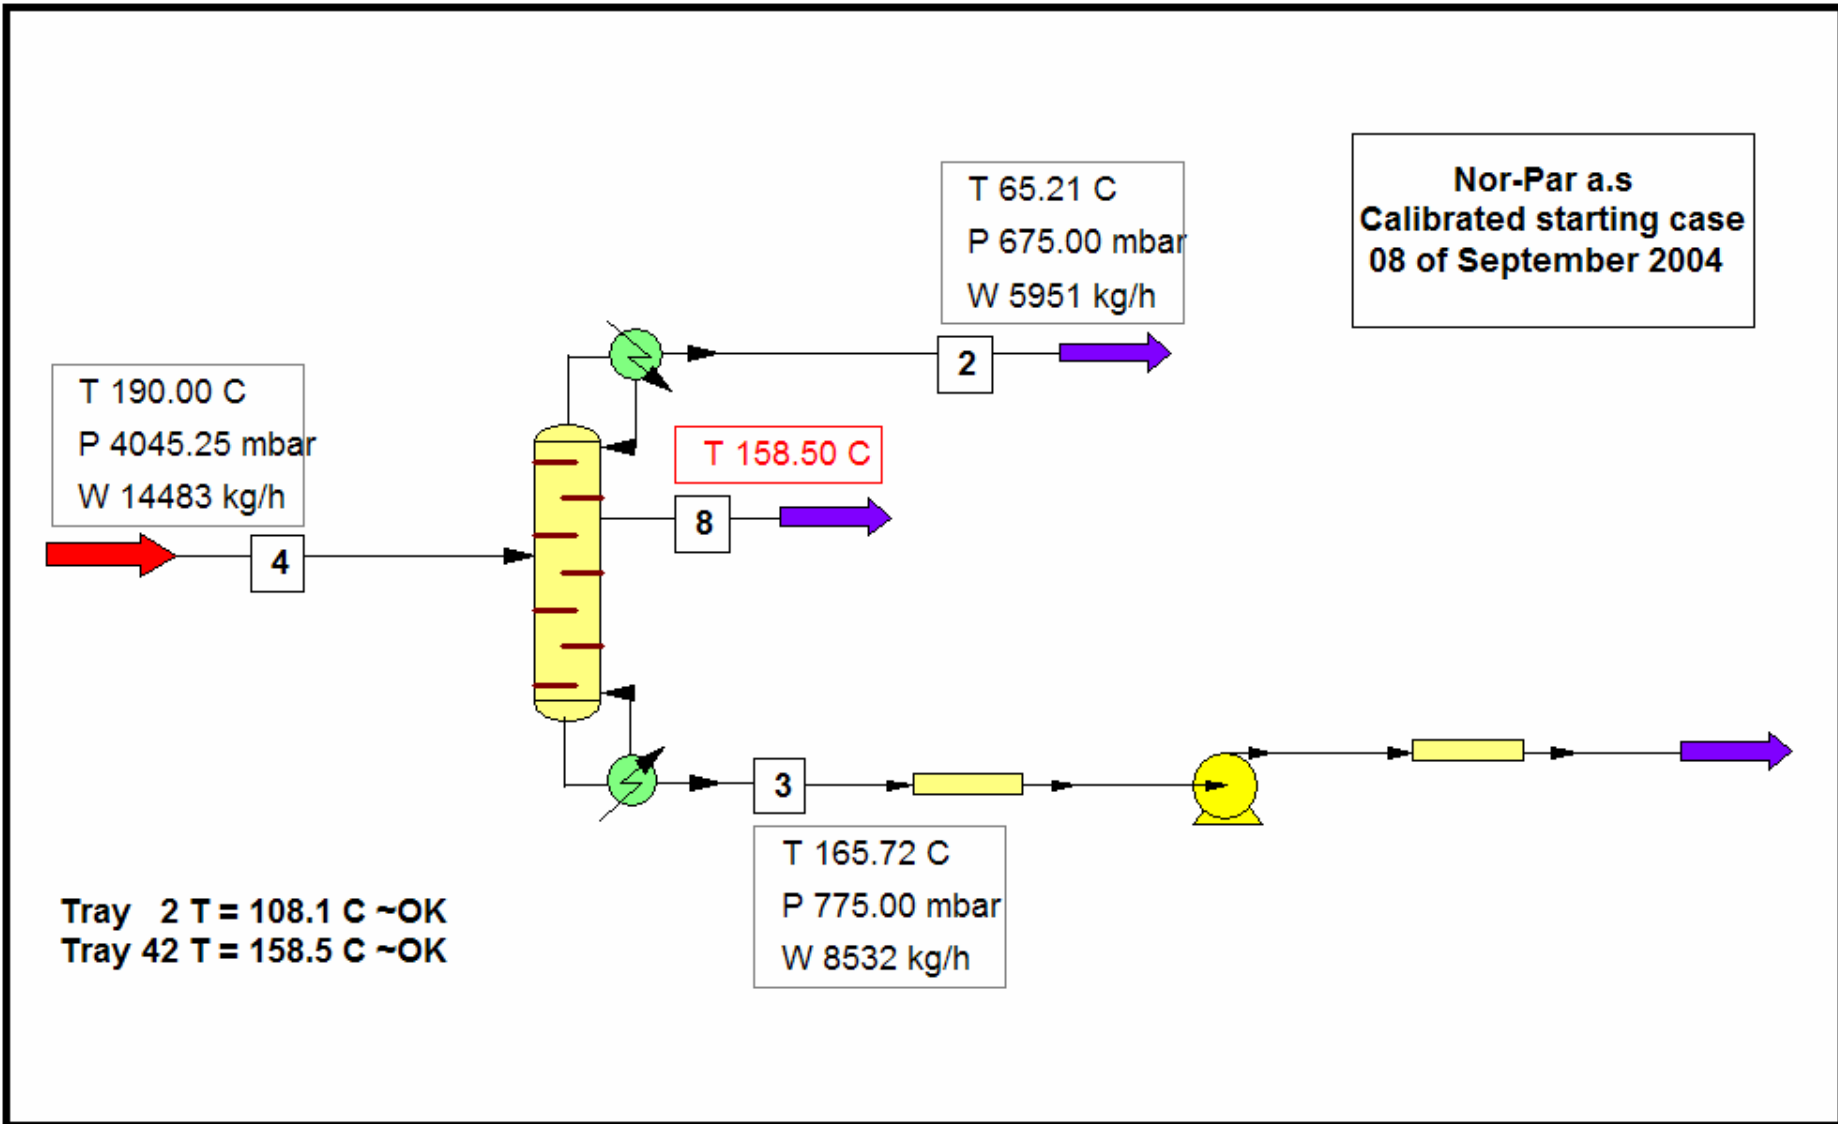 Nor-Par a.s
Calibrated starting case
08 of September 2004
T 65.21 C
P 675.00 mbar
W 5951 kg/h
2
T 190.00 C
P 4045.25 mbar
W 14483 kg/h
4
T 158.50 C
8
3
T 165.72 C
P 775.00 mbar
W 8532 kg/h
Tray 2 T = 108.1 C ~OK
Tray 42 T = 158.5 C ~OK